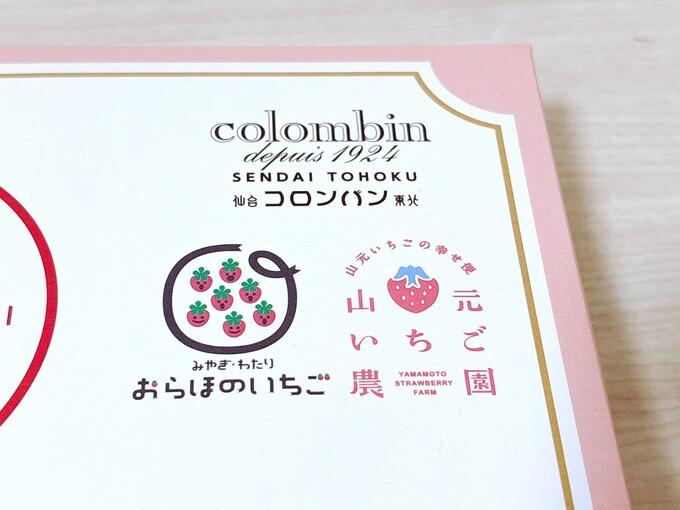 colombin
depuis 1924
SENDAI TOHOKU
仙台 コロンバン 東北
みやぎ・わたり
おらほのいちご
山元いちごの幸せ便
山元
いちご
農園
YAMAMOTO
STRAWBERRY
FARM